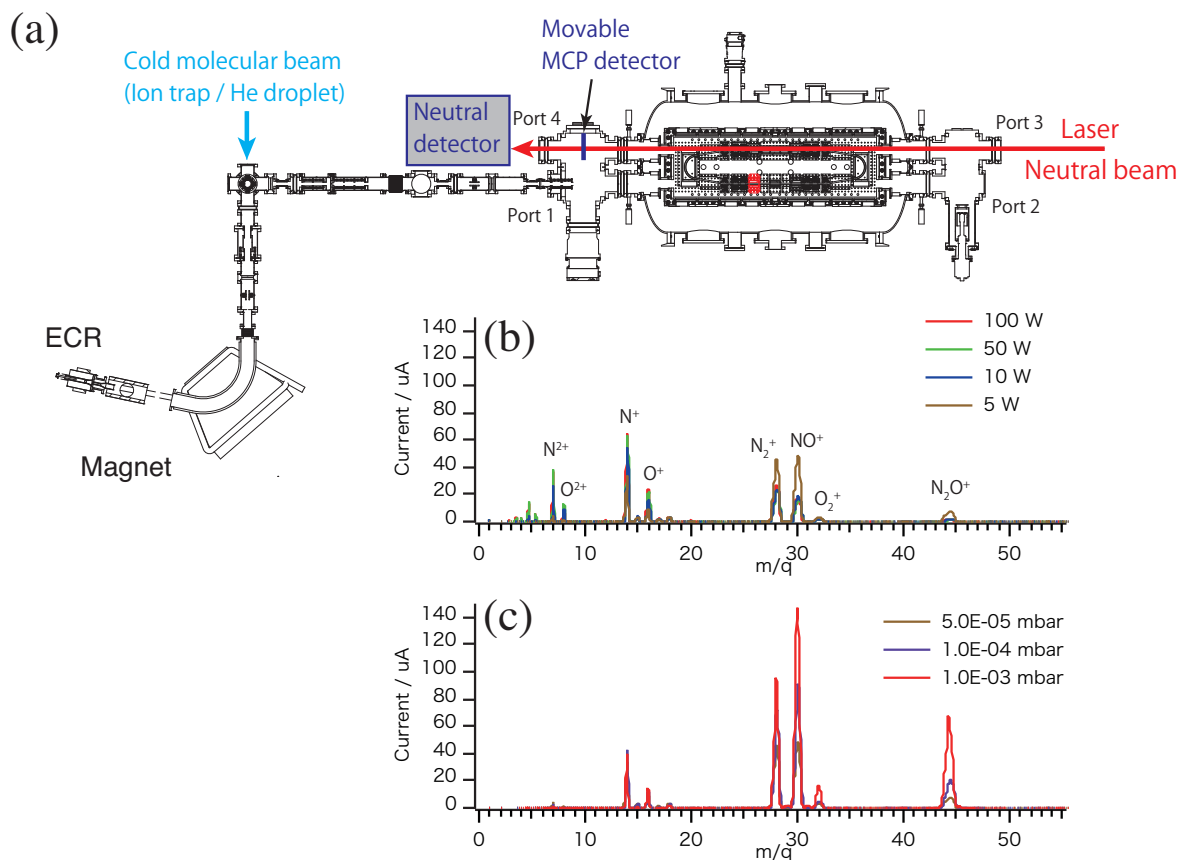 (a)
Cold molecular beam
(Ion trap / He droplet)
Movable
MCP detector
Neutral
detector
Port 4
Port 3
Laser
Neutral beam
Port 1
Port 2
ECR
Magnet
(b)
100 W
50 W
10 W
5 W
Current / uA
140
120
100
80
60
40
20
0
N2+
O2+
N+
O+
N₂+
NO+
O₂+
N₂O+
0 10 20 30 40 50
m/q
(c)
5.0E-05 mbar
1.0E-04 mbar
1.0E-03 mbar
Current / uA
140
120
100
80
60
40
20
0
0 10 20 30 40 50
m/q